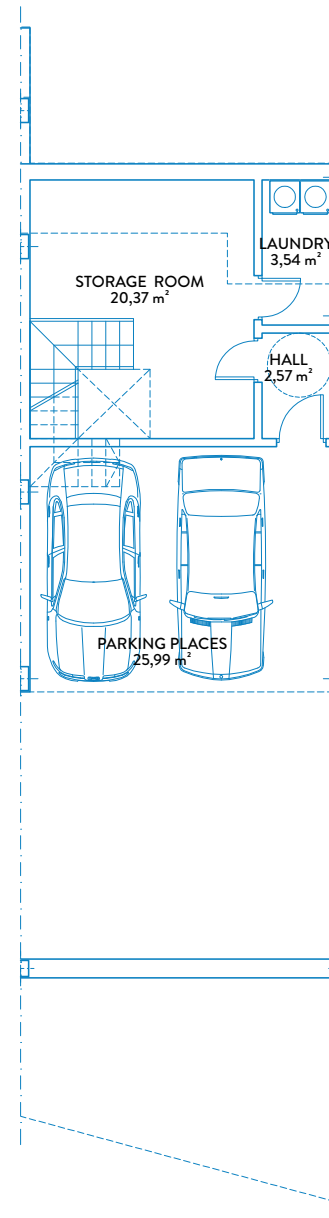 LAUNDRY
3,54 m²
STORAGE ROOM
20,37 m²
HALL
2,57 m²
PARKING PLACES
25,99 m²